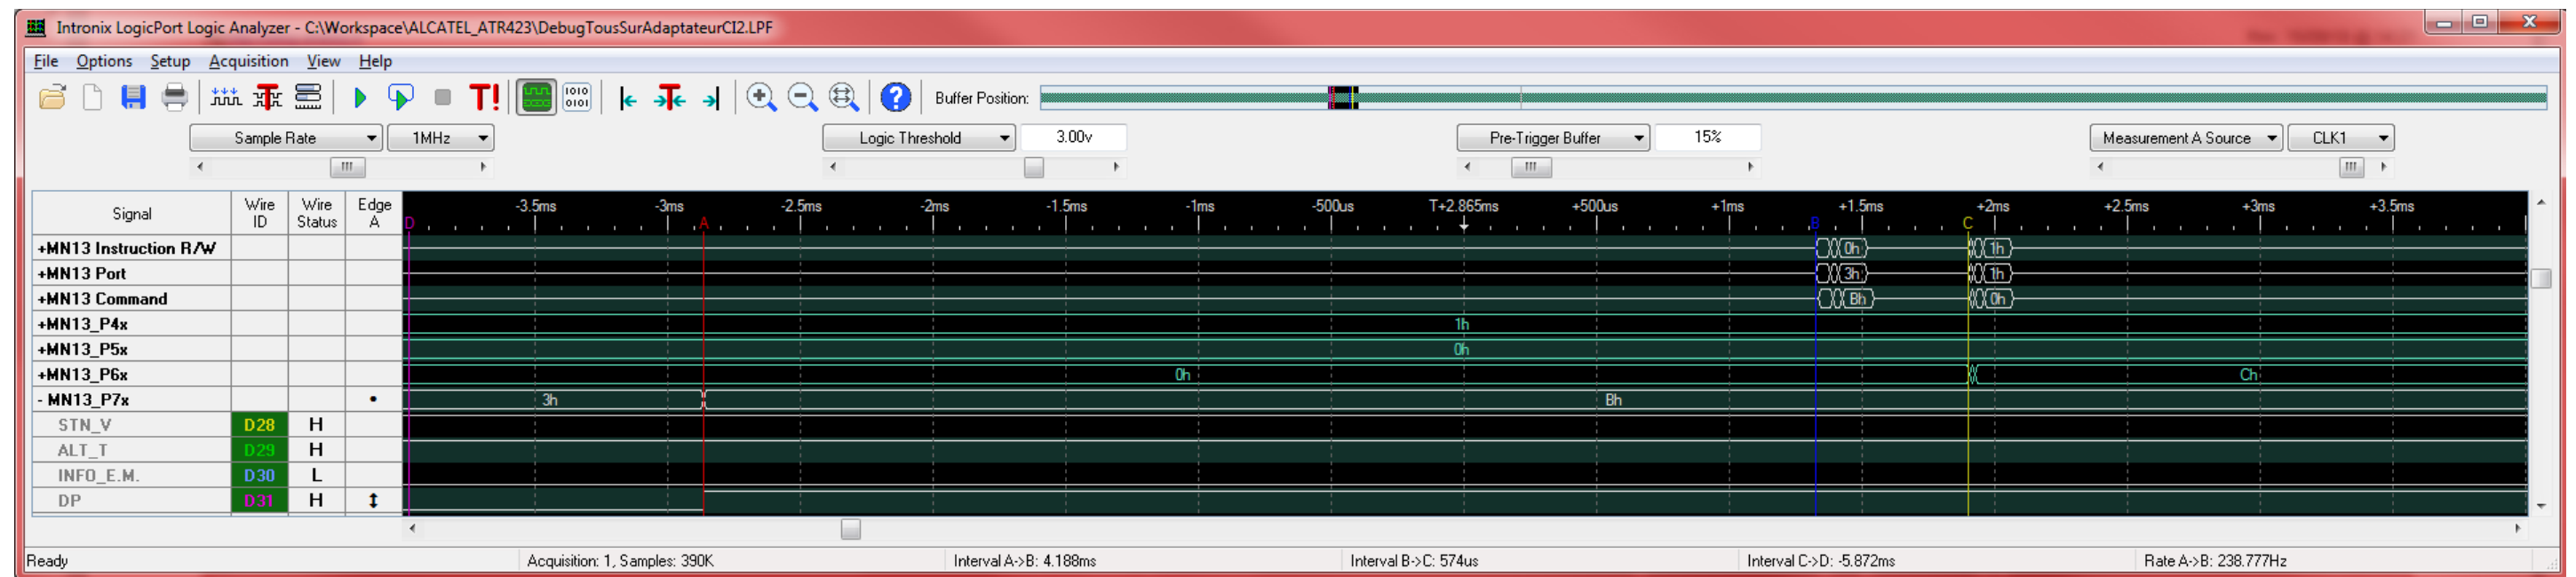 Intronix LogicPort Logic Analyzer - C:\Workspace\ALCATEL_ATR423\DebugTousSurAdaptateurCI2.LPF
File Options Setup Acquisition View Help
T! 1010 0101 ? Buffer Position:
Sample Rate 1MHz Logic Threshold 3.00v Pre-Trigger Buffer 15% Measurement A Source CLK1
Signal Wire ID Wire Status Edge A
D -3.5ms -3ms A -2.5ms -2ms -1.5ms -1ms -500us T+2.865ms +500us +1ms B +1.5ms C +2ms +2.5ms +3ms +3.5ms
+MN13 Instruction R/W 0h 1h
+MN13 Port 3h 1h
+MN13 Command Bh 0h
+MN13_P4x 1h
+MN13_P5x 0h
+MN13_P6x 0h Ch
- MN13_P7x 3h Bh
STN_V D28 H
ALT_T D29 H
INFO_E.M. D30 L
DP D31 H
Ready Acquisition: 1, Samples: 390K Interval A->B: 4.188ms Interval B->C: 574us Interval C->D: -5.872ms Rate A->B: 238.777Hz